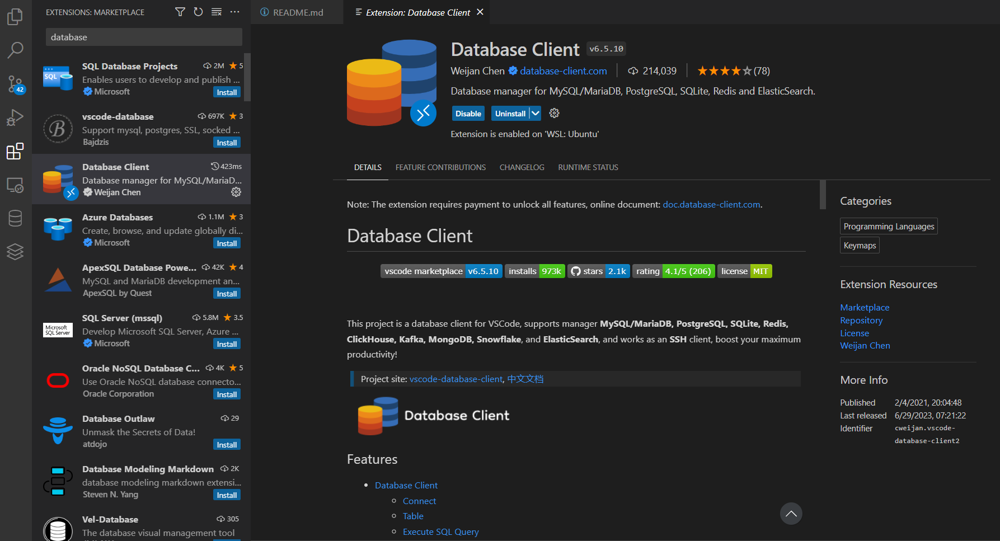 EXTENSIONS: MARKETPLACE
database
SQL Database Projects 2M 5
Enables users to develop and publish ...
Microsoft Install
vscode-database 697K 3
Support mysql, postgres, SSL, socked ...
Bajdzis Install
Database Client 423ms
Database manager for MySQL/MariaD...
Weijan Chen
Azure Databases 1.1M 3
Create, browse, and update globally di...
Microsoft Install
ApexSQL Database Powe... 42K 4
MySQL and MariaDB development an...
ApexSQL by Quest Install
SQL Server (mssql) 5.8M 3.5
Develop Microsoft SQL Server, Azure ...
Microsoft Install
Oracle NoSQL Database C... 4K 5
Use Oracle NoSQL database connecto...
Oracle Corporation Install
Database Outlaw 29
Unmask the Secrets of Data!
atdojo Install
Database Modeling Markdown 2K
database modeling markdown extensi...
Steven N. Yang Install
Vel-Database 305
The database visual management tool
42
SQL
B
Microsoft
SQL Server
README.md
Extension: Database Client
Database Client v6.5.10
Weijan Chen database-client.com 214,039 (78)
Database manager for MySQL/MariaDB, PostgreSQL, SQLite, Redis and ElasticSearch.
Disable Uninstall
Extension is enabled on 'WSL: Ubuntu'
DETAILS FEATURE CONTRIBUTIONS CHANGELOG RUNTIME STATUS
Note: The extension requires payment to unlock all features, online document: doc.database-client.com.
Database Client
vscode marketplace v6.5.10 installs 973k stars 2.1k rating 4.1/5 (206) license MIT
This project is a database client for VSCode, supports manager MySQL/MariaDB, PostgreSQL, SQLite, Redis,
ClickHouse, Kafka, MongoDB, Snowflake, and ElasticSearch, and works as an SSH client, boost your maximum
productivity!
Project site: vscode-database-client, 中文文档
Database Client
Features
Database Client
Connect
Table
Execute SQL Query
Categories
Programming Languages
Keymaps
Extension Resources
Marketplace
Repository
License
Weijan Chen
More Info
Published 2/4/2021, 20:04:48
Last released 6/29/2023, 07:21:22
Identifier cweijan.vscode-
database-client2